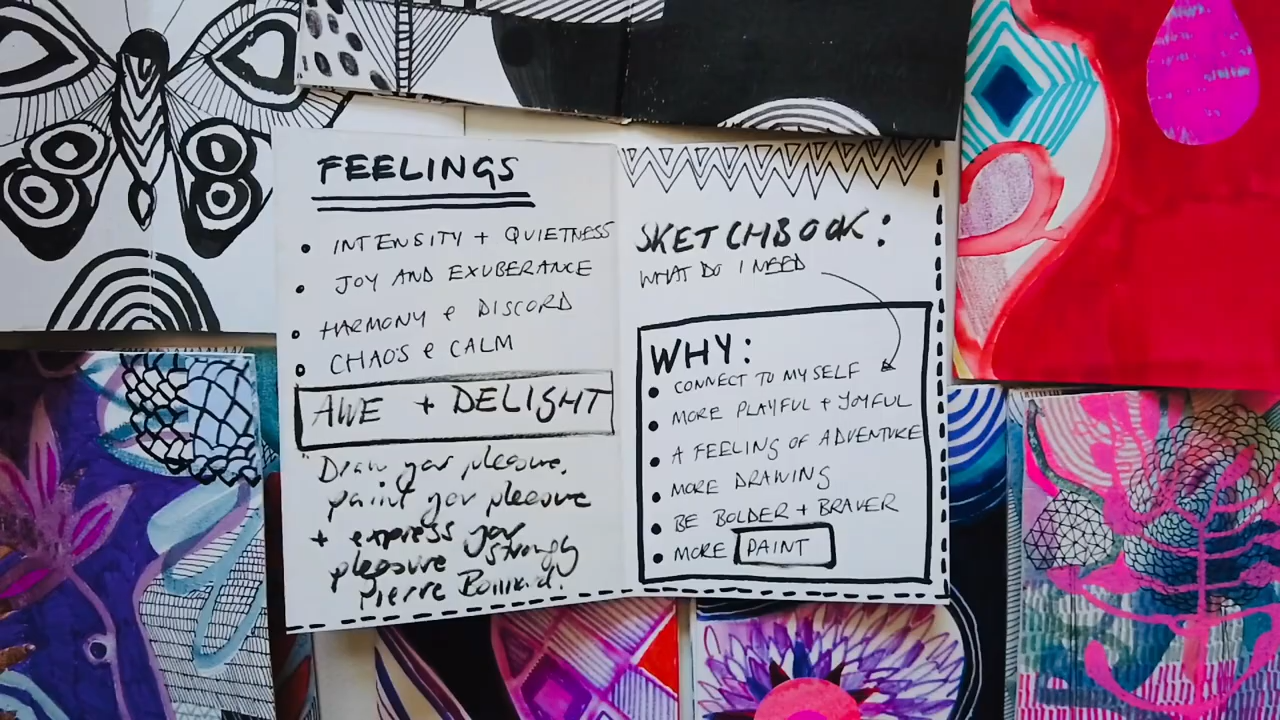 FEELINGS
INTENSITY + QUIETNESS
JOY AND EXUBERANCE
HARMONY & DISCORD
CHAOS & CALM
AWE + DELIGHT
"Draw your pleasure,
paint your pleasure
+ express your
pleasure strongly
Pierre Bonnard!
SKETCHBOOK:
WHAT DO I NEED
WHY:
CONNECT TO MYSELF
MORE PLAYFUL + JOYFUL
A FEELING OF ADVENTURE
MORE DRAWING
BE BOLDER + BRAVER
MORE PAINT